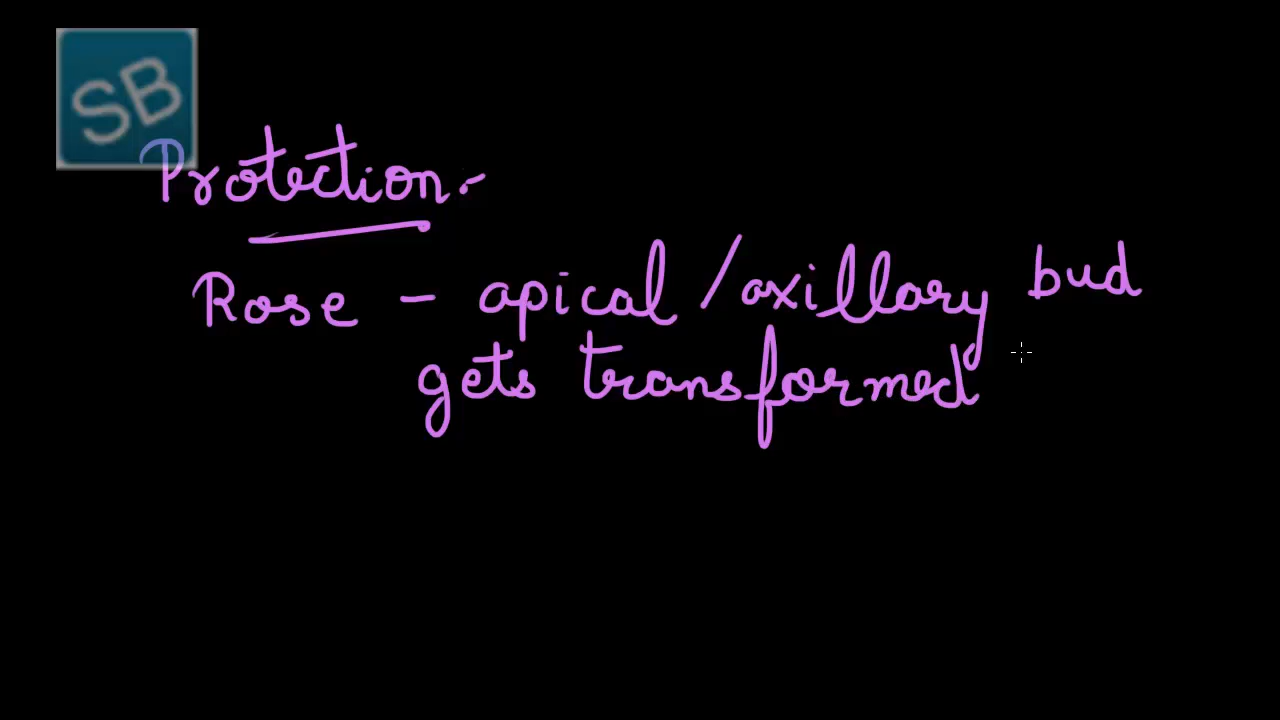 SB
Protection.-
Rose - apical/axillary bud
gets transformed